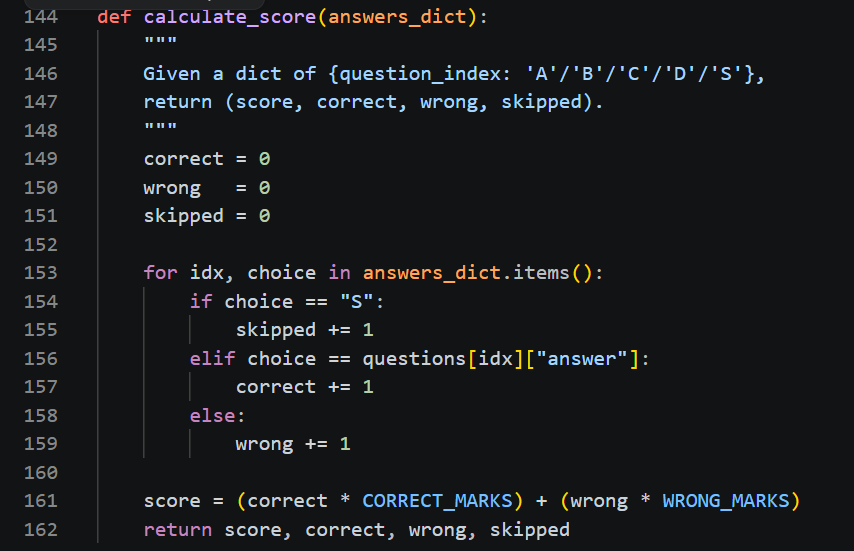 144 def calculate_score(answers_dict):
145     """
146     Given a dict of {question_index: 'A'/'B'/'C'/'D'/'S'},
147     return (score, correct, wrong, skipped).
148     """
149     correct = 0
150     wrong   = 0
151     skipped = 0
152
153     for idx, choice in answers_dict.items():
154         if choice == "S":
155             skipped += 1
156         elif choice == questions[idx]["answer"]:
157             correct += 1
158         else:
159             wrong += 1
160
161     score = (correct * CORRECT_MARKS) + (wrong * WRONG_MARKS)
162     return score, correct, wrong, skipped